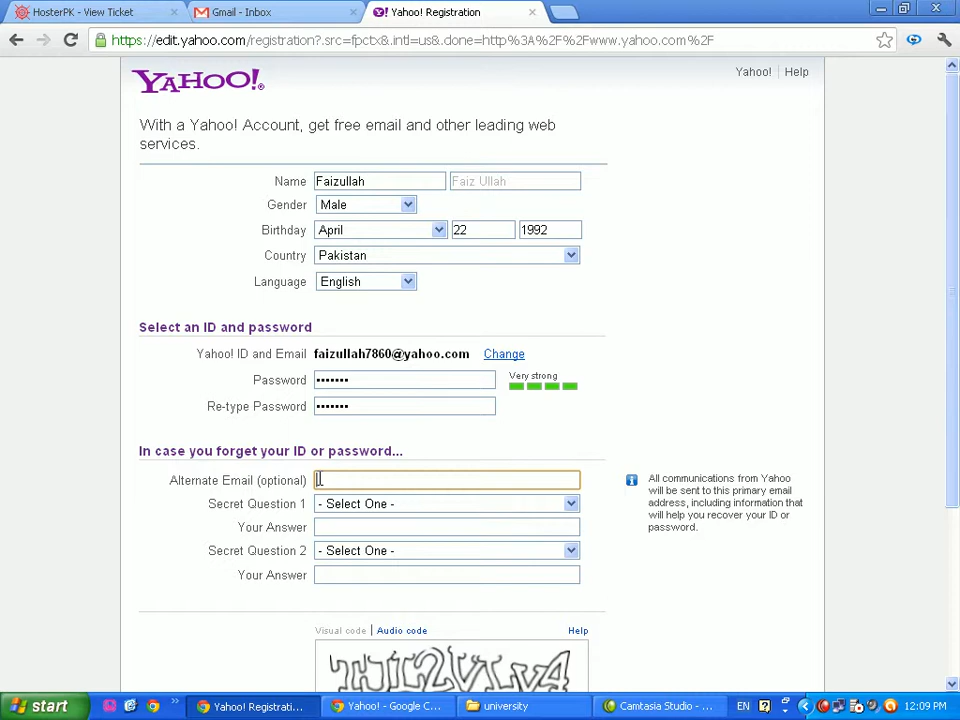 HosterPK - View Ticket
Gmail - Inbox
Yahoo! Registration
https://edit.yahoo.com/registration?.src=fpctx&.intl=us&.done=http%3A%2F%2Fwww.yahoo.com%2F
YAHOO!
Yahoo! | Help
With a Yahoo! Account, get free email and other leading web
services.
Name Faizullah Faiz Ullah
Gender Male
Birthday April 22 1992
Country Pakistan
Language English
Select an ID and password
Yahoo! ID and Email faizullah7860@yahoo.com Change
Password ••••••• Very strong
Re-type Password •••••••
In case you forget your ID or password...
Alternate Email (optional)
All communications from Yahoo
will be sent to this primary email
address, including information that
will help you recover your ID or
password.
Secret Question 1 - Select One -
Your Answer
Secret Question 2 - Select One -
Your Answer
Visual code | Audio code Help
start
Yahoo! Registrati...
Yahoo! - Google C...
university
Camtasia Studio - ...
EN
12:09 PM